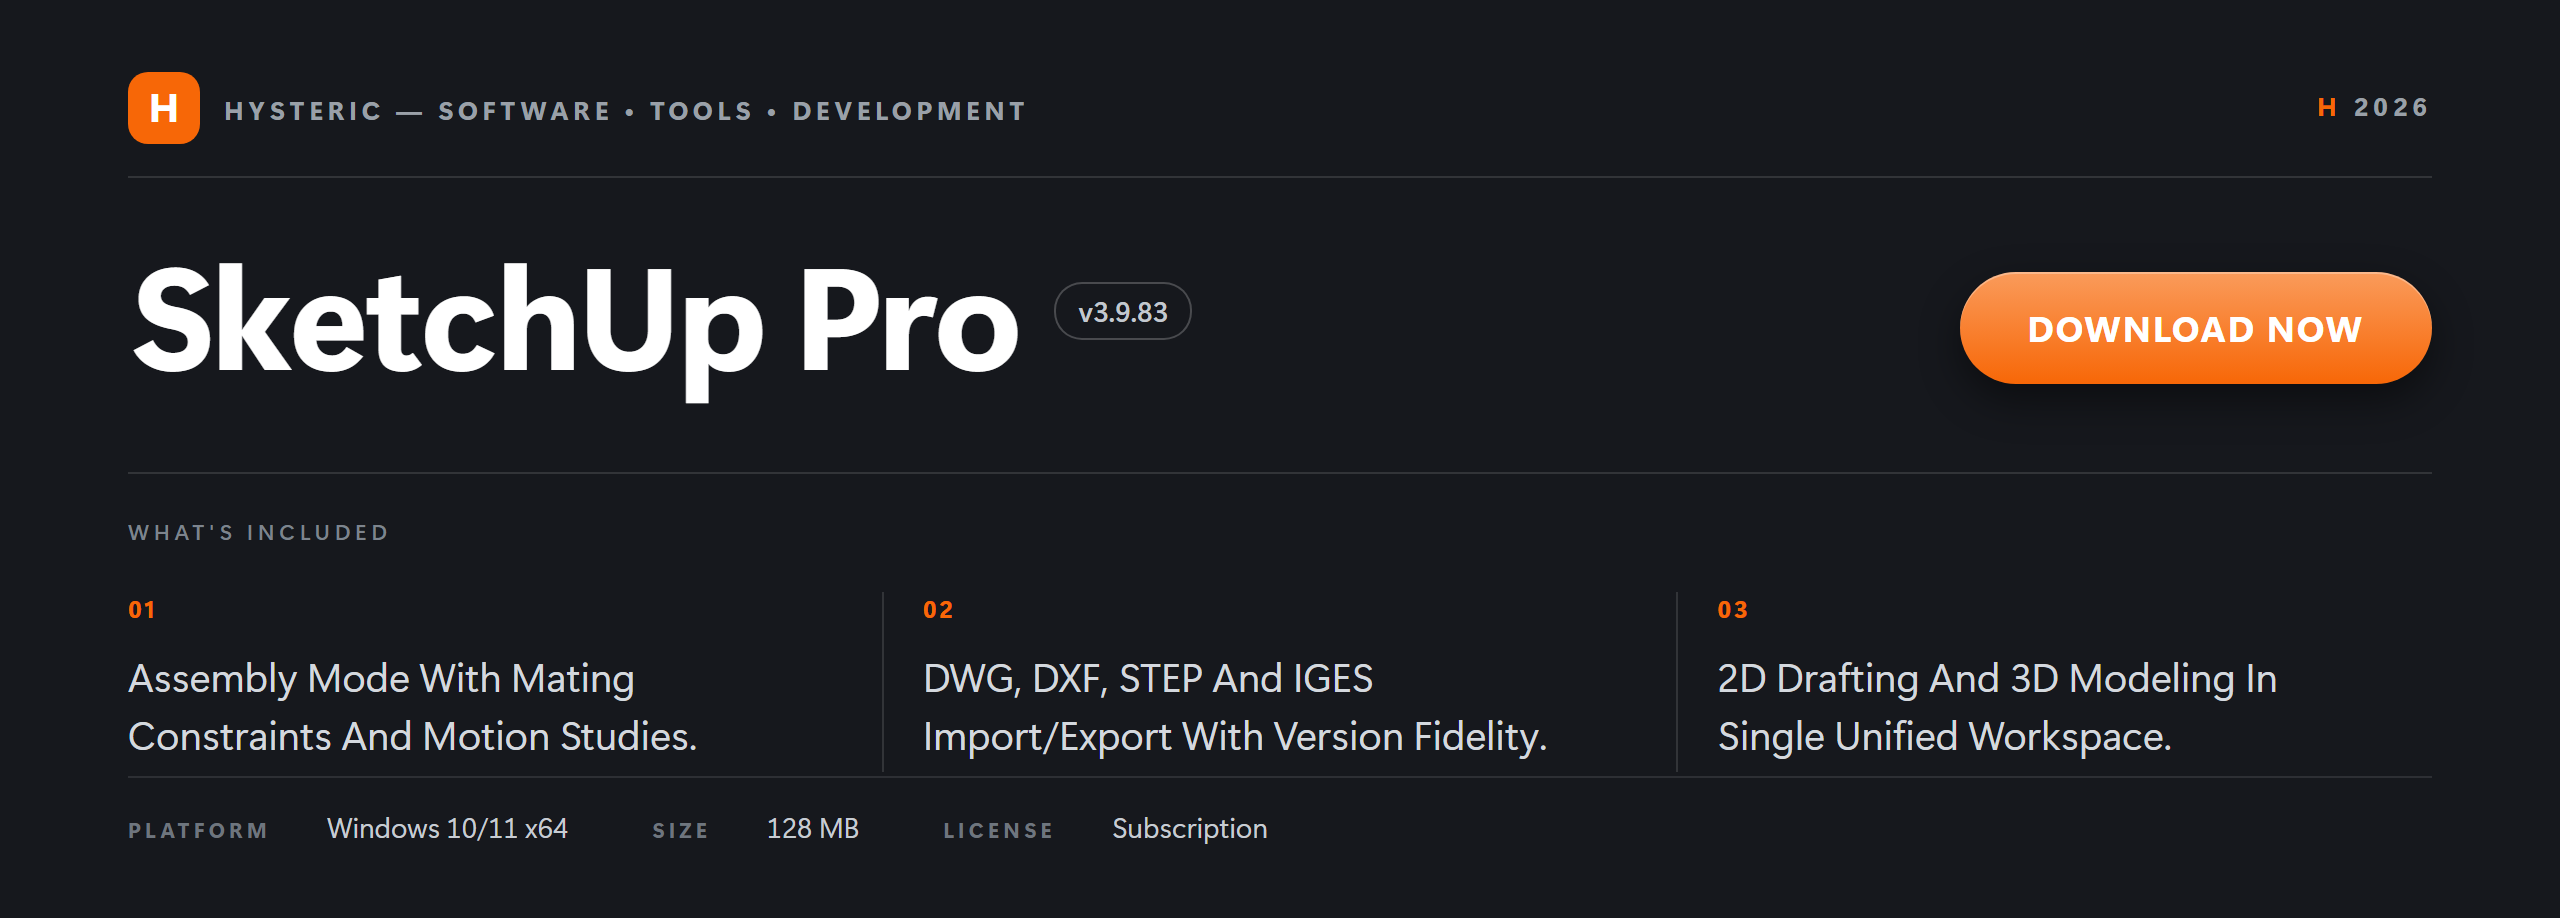 H HYSTERIC — SOFTWARE • TOOLS • DEVELOPMENT
H 2026
SketchUp Pro
v3.9.83
DOWNLOAD NOW
WHAT'S INCLUDED
01
Assembly Mode With Mating
Constraints And Motion Studies.
02
DWG, DXF, STEP And IGES
Import/Export With Version Fidelity.
03
2D Drafting And 3D Modeling In
Single Unified Workspace.
PLATFORM Windows 10/11 x64 SIZE 128 MB LICENSE Subscription